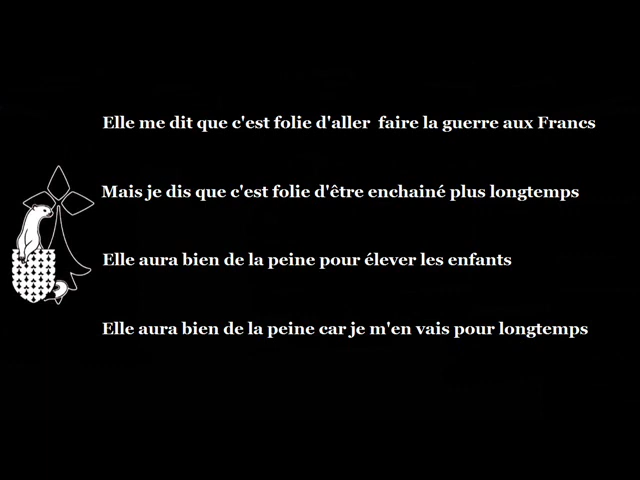 Elle me dit que c'est folie d'aller  faire la guerre aux Francs
Mais je dis que c'est folie d'être enchainé plus longtemps
Elle aura bien de la peine pour élever les enfants
Elle aura bien de la peine car je m'en vais pour longtemps